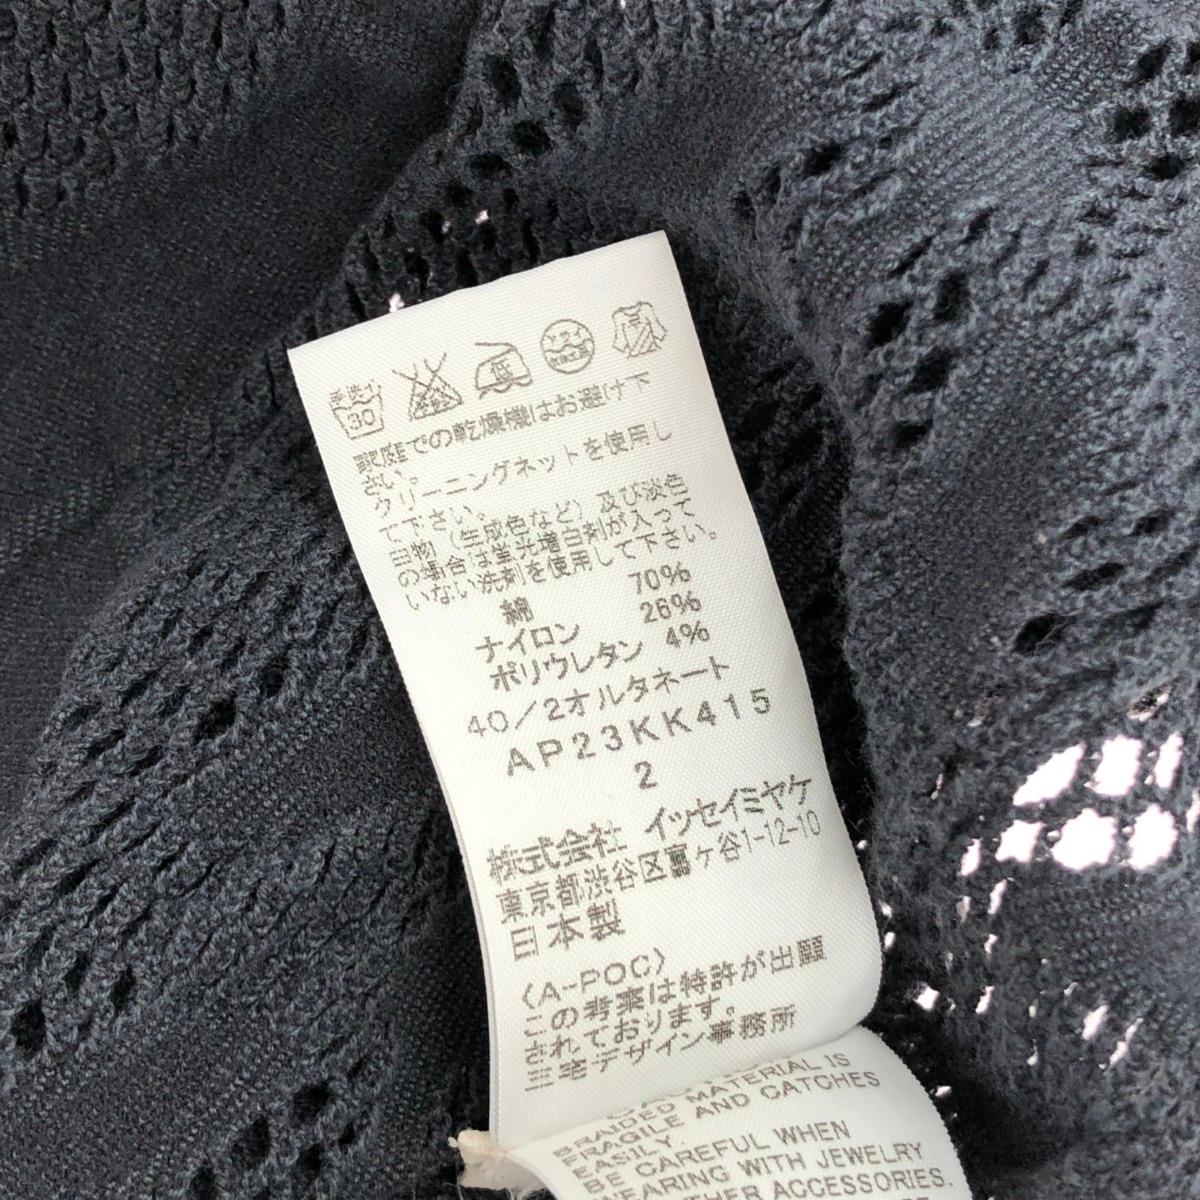 手洗イ
30
低
ドライ
石油系
家庭での乾燥機はお避け下
さい。
クリーニングネットを使用し
て下さい。
白物(生成色など)及び淡色
の場合は蛍光増白剤が入って
いない洗剤を使用して下さい。
綿 70%
ナイロン 26%
ポリウレタン 4%
40/2オルタネート
AP23KK415
2
株式会社 イッセイミヤケ
東京都渋谷区富ヶ谷1-12-10
日本製
〈A-POC〉
この考案は特許が出願
されております。
三宅デザイン事務所
MATERIAL IS
BRAIDED
FRAGILE AND CATCHES
EASILY.
BE CAREFUL WHEN
WEARING WITH JEWELRY
OTHER ACCESSORIES.